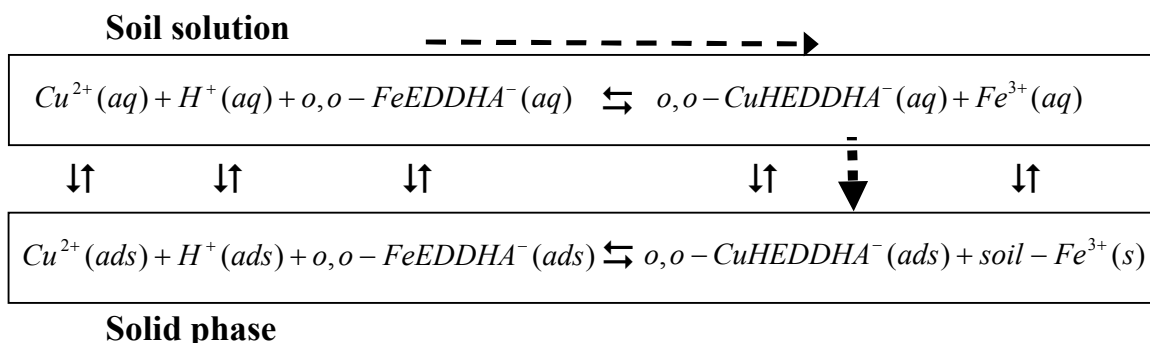 Soil solution
Cu²⁺(aq) + H⁺(aq) + o,o − FeEDDHA⁻(aq) ⇆ o,o − CuHEDDHA⁻(aq) + Fe³⁺(aq)
↓↑ ↓↑ ↓↑ ↓↑ ↓↑
Cu²⁺(ads) + H⁺(ads) + o,o − FeEDDHA⁻(ads) ⇆ o,o − CuHEDDHA⁻(ads) + soil − Fe³⁺(s)
Solid phase